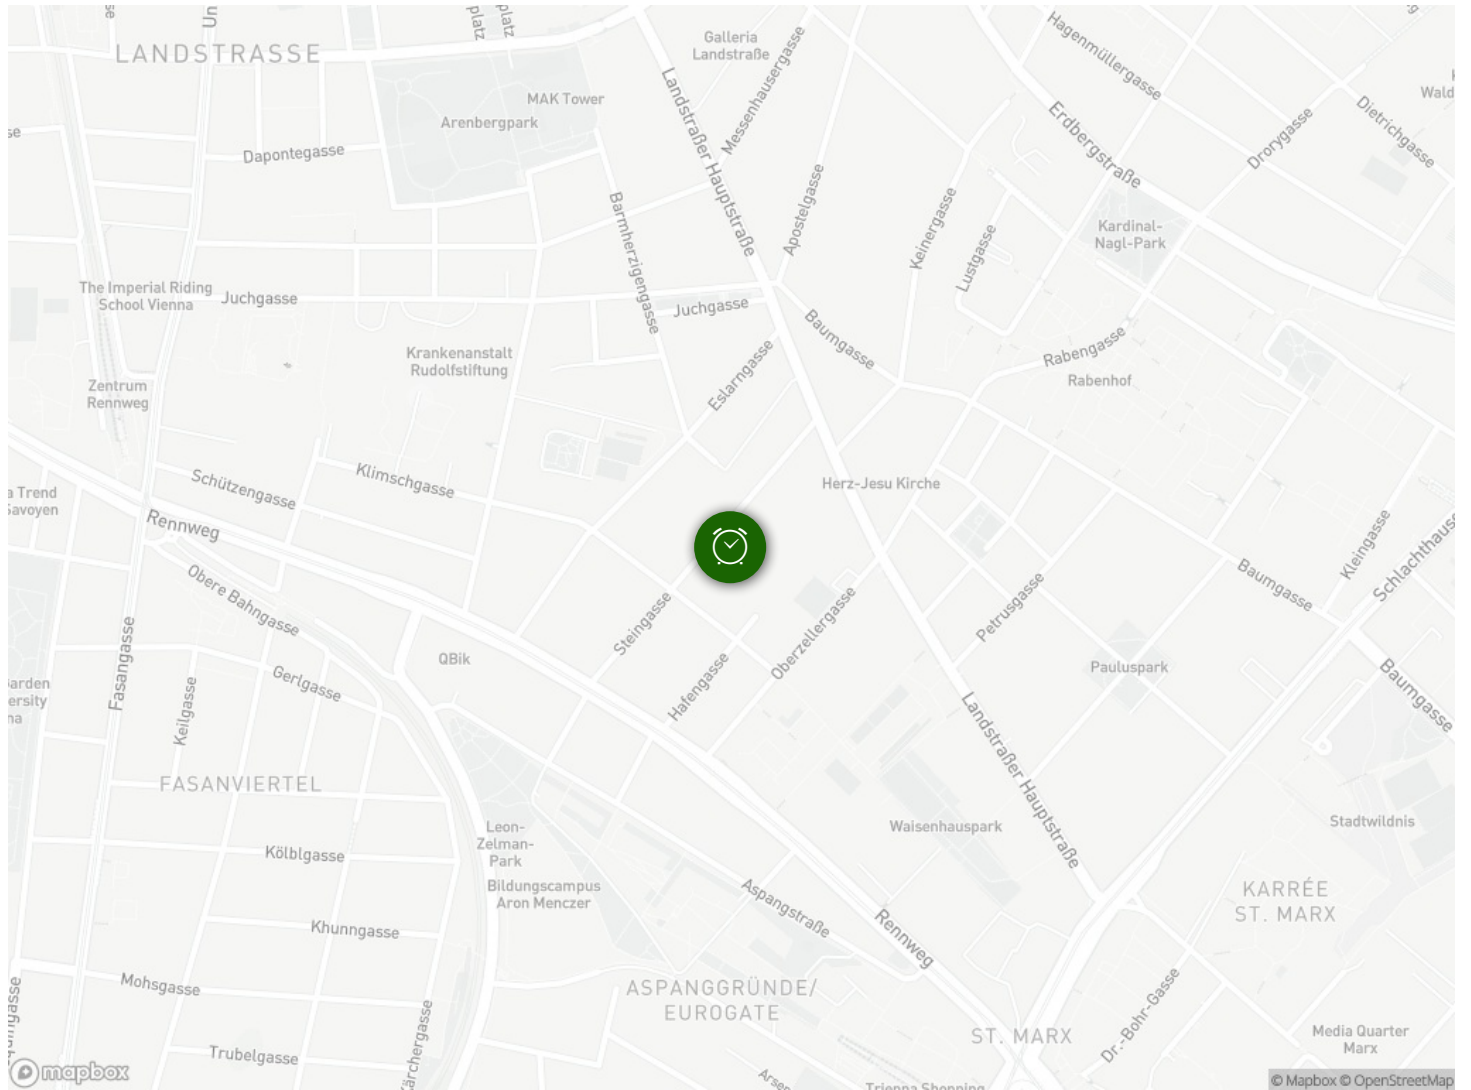 LANDSTRASSE
platz
platz
Galleria
Landstraße
Messenhausergasse
Hagenmüllergasse
MAK Tower
Arenbergpark
Landstraßer Hauptstraße
Erdbergstraße
Dietrichgasse
Drorygasse
Dapontegasse
Barmherzigengasse
Apostelgasse
Keinergasse
Lustgasse
Kardinal-
Nagl-Park
The Imperial Riding
School Vienna
Juchgasse
Juchgasse
Baumgasse
Rabengasse
Rabenhof
Krankenanstalt
Rudolfstiftung
Eslarngasse
Zentrum
Rennweg
Klimschgasse
Schützengasse
Herz-Jesu Kirche
a Trend
Savoyen
Rennweg
Kleingasse
Schlachthaus
Obere Bahngasse
Baumgasse
Petrusgasse
Steingasse
Oberzellergasse
Fasangasse
QBik
Hafengasse
Pauluspark
Baumgasse
Gerlgasse
Keilgasse
Landstraßer Hauptstraße
FASANVIERTEL
Leon-
Zelman-
Park
Waisenhauspark
Stadtwildnis
Kölblgasse
Bildungscampus
Aron Menczer
Aspangstraße
KARRÉE
ST. MARX
Khunngasse
Rennweg
Mohsgasse
ASPANGGRÜNDE/
EUROGATE
ST. MARX
Dr.-Bohr-Gasse
Media Quarter
Marx
Trubelgasse
Kärchergasse
mapbox
© Mapbox © OpenStreetMap